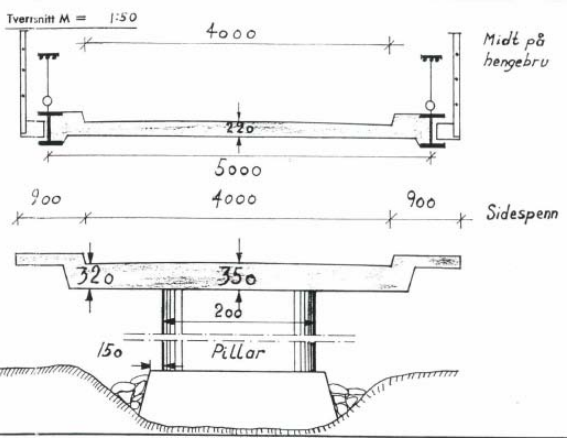 Tverrsnitt M = 1:50
4000
Midt på
hengebru
220
5000
900
4000
900
Sidespenn
320
350
200
150
Pillar